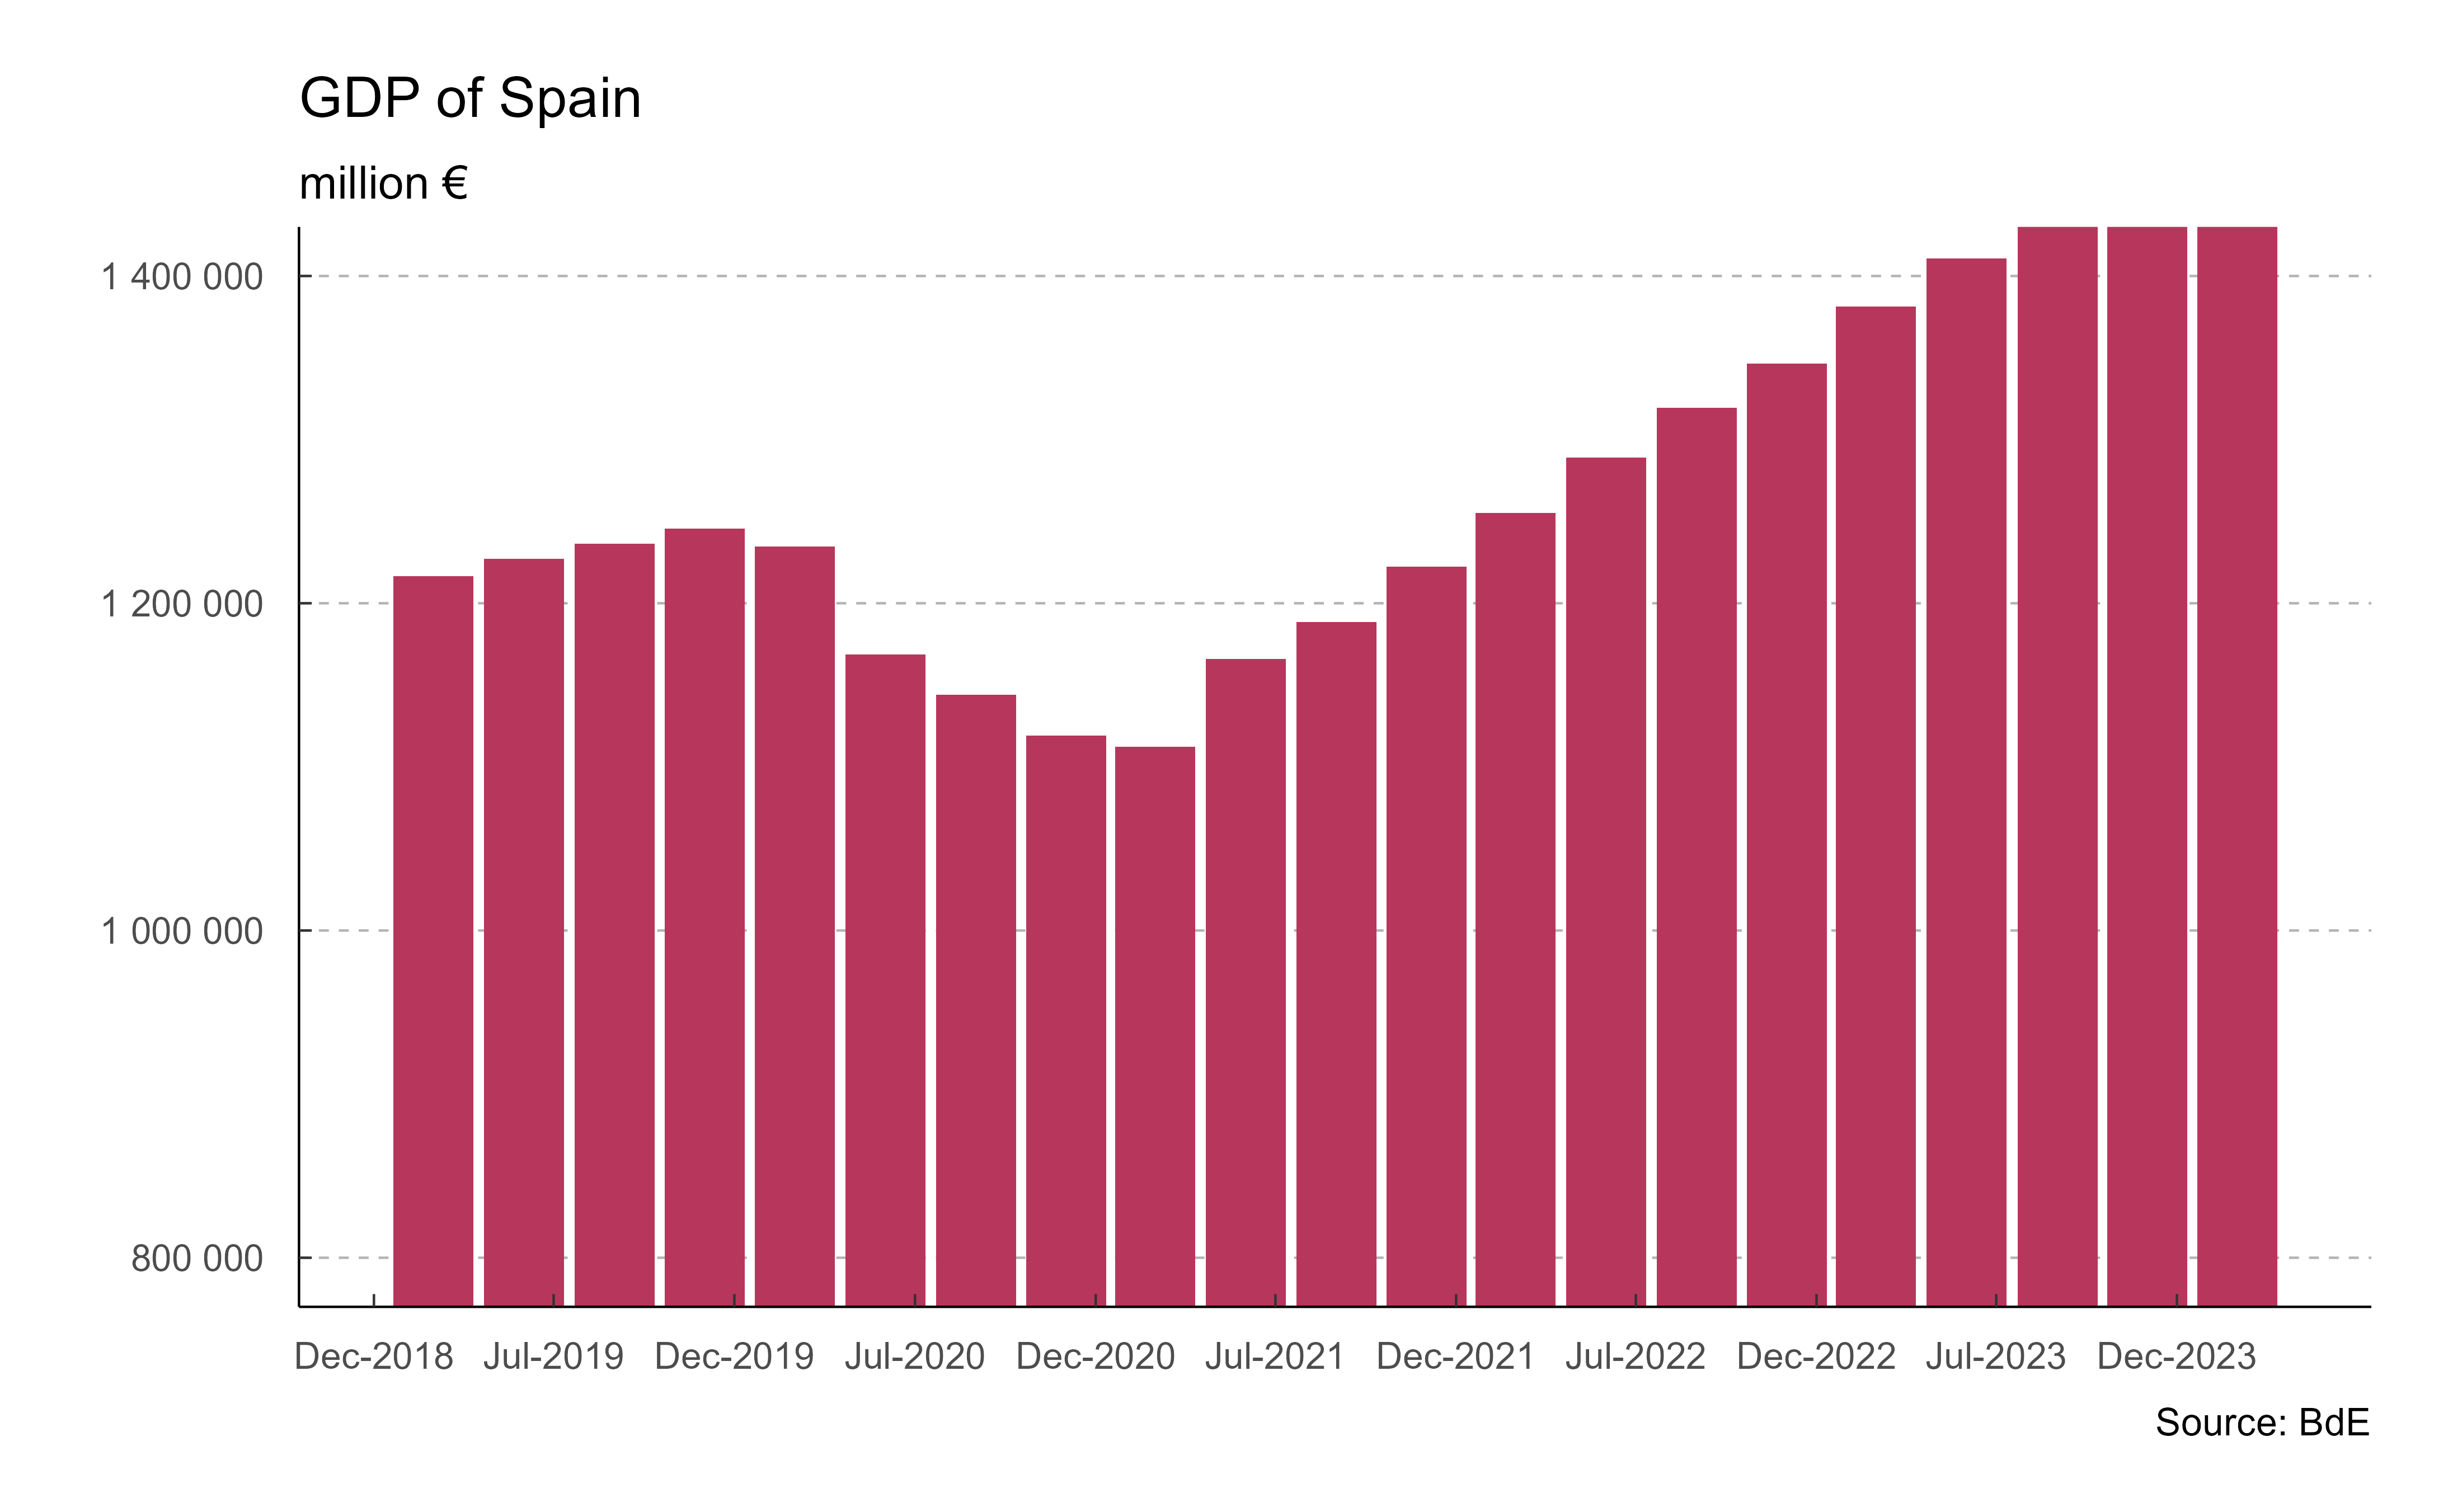 GDP of Spain
million €
1 400 000
1 200 000
1 000 000
800 000
Dec-2018 Jul-2019 Dec-2019 Jul-2020 Dec-2020 Jul-2021 Dec-2021 Jul-2022 Dec-2022 Jul-2023 Dec-2023
Source: BdE